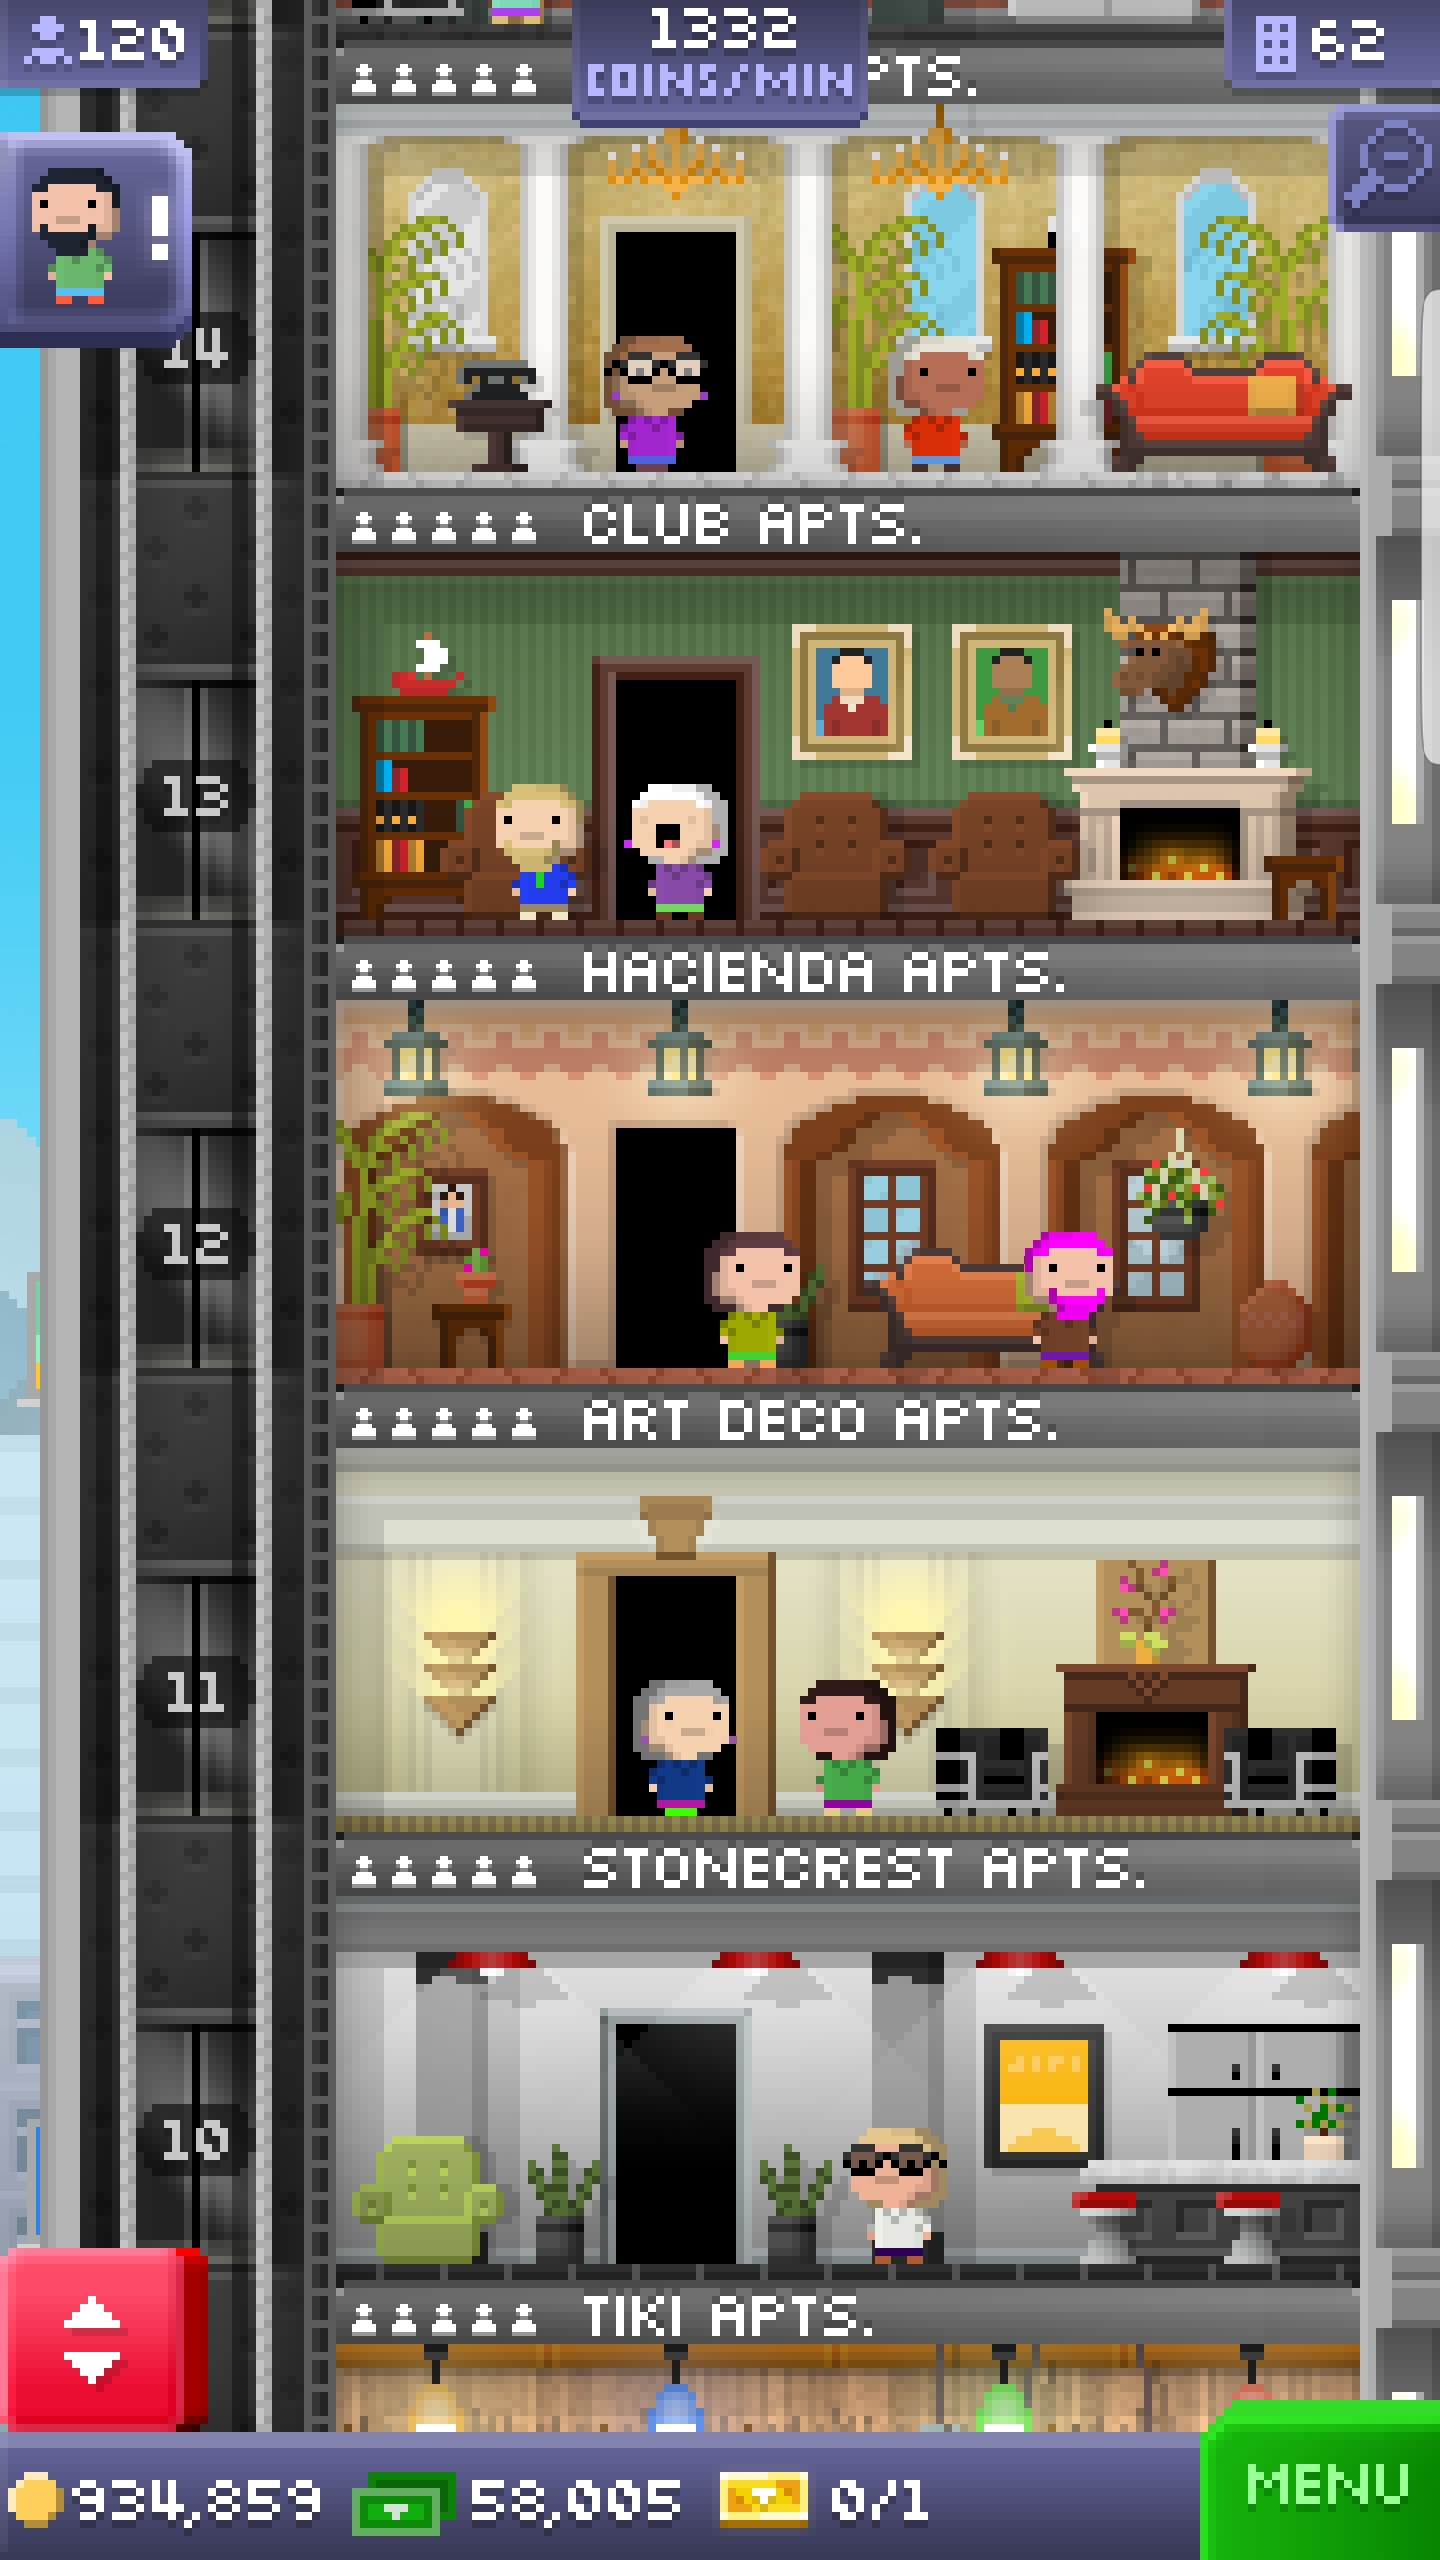 120
1332
COINS/MIN
62
PTS.
!
14
CLUB APTS.
13
HACIENDA APTS.
12
ART DECO APTS.
11
STONECREST APTS.
10
TIKI APTS.
934,859
58,005
0/1
MENU